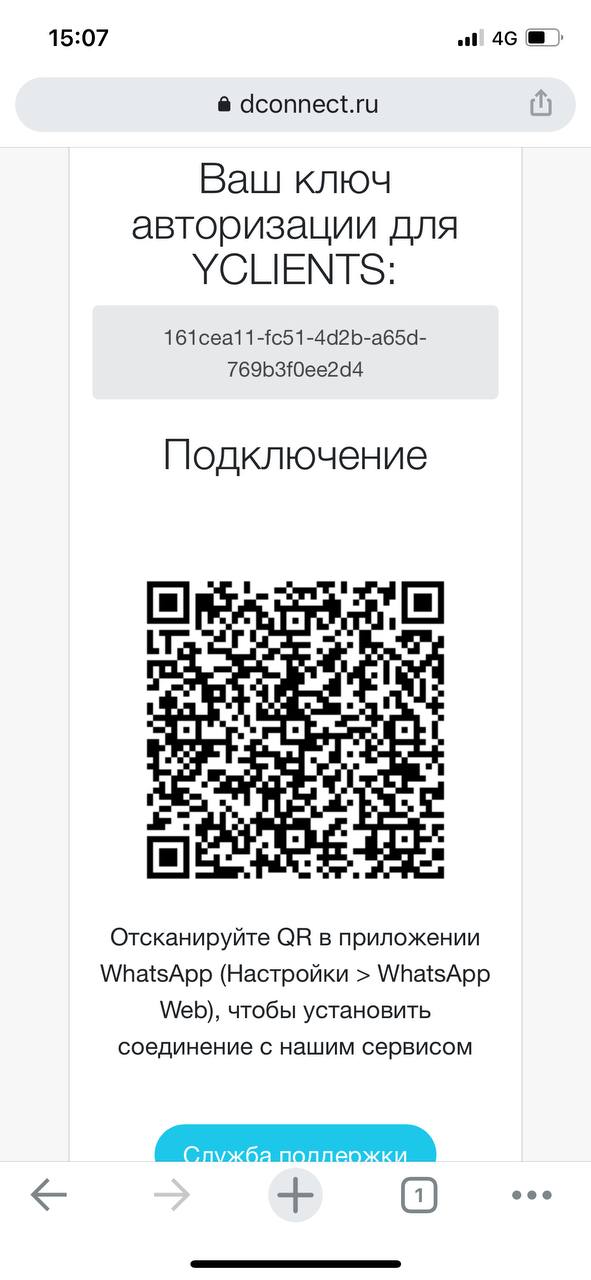 15:07
4G
dconnect.ru
Ваш ключ
авторизации для
YCLIENTS:
161cea11-fc51-4d2b-a65d-
769b3f0ee2d4
Подключение
Отсканируйте QR в приложении
WhatsApp (Настройки > WhatsApp
Web), чтобы установить
соединение с нашим сервисом
Служба поддержки
1